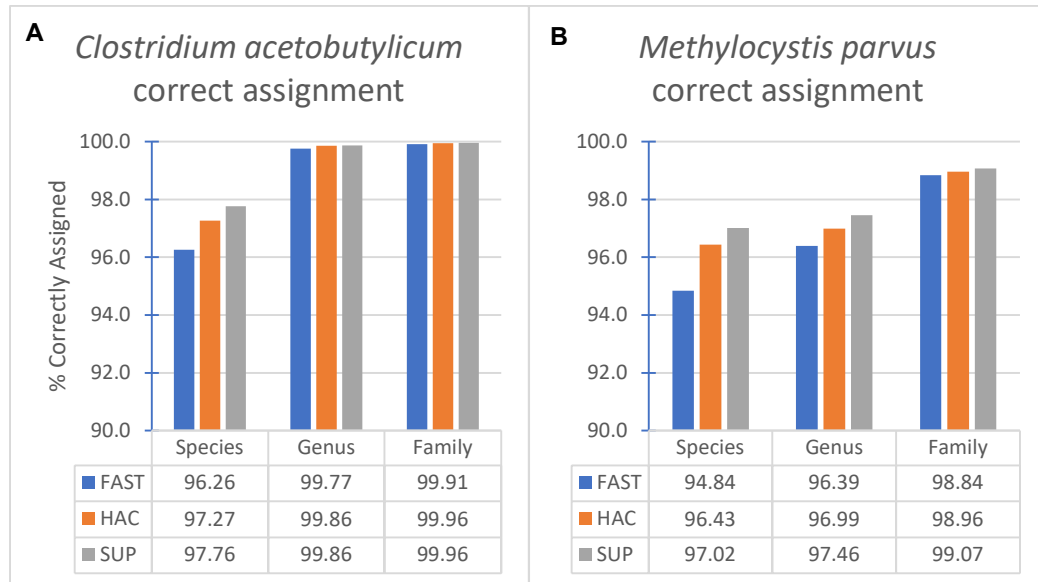 A
Clostridium acetobutylicum
correct assignment
% Correctly Assigned
100.0
98.0
96.0
94.0
92.0
90.0
Species Genus Family
FAST 96.26 99.77 99.91
HAC 97.27 99.86 99.96
SUP 97.76 99.86 99.96
B
Methylocystis parvus
correct assignment
100.0
98.0
96.0
94.0
92.0
90.0
Species Genus Family
FAST 94.84 96.39 98.84
HAC 96.43 96.99 98.96
SUP 97.02 97.46 99.07